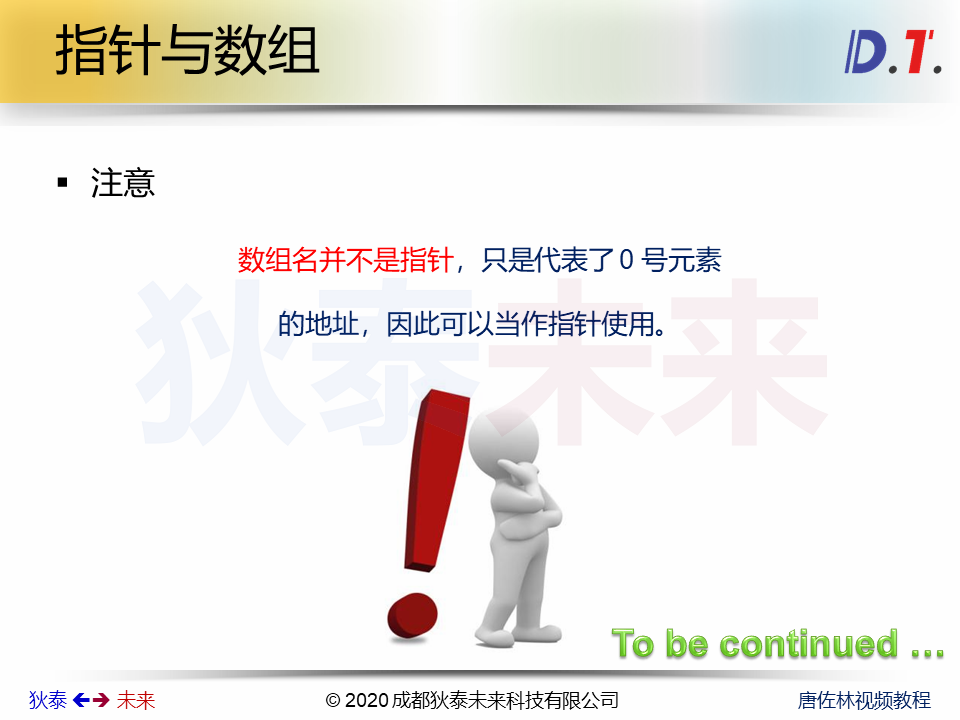 指针与数组
D.T.
▪ 注意
数组名并不是指针，只是代表了 0 号元素
的地址，因此可以当作指针使用。
狄泰未来
To be continued …
狄泰 未来
© 2020 成都狄泰未来科技有限公司
唐佐林视频教程